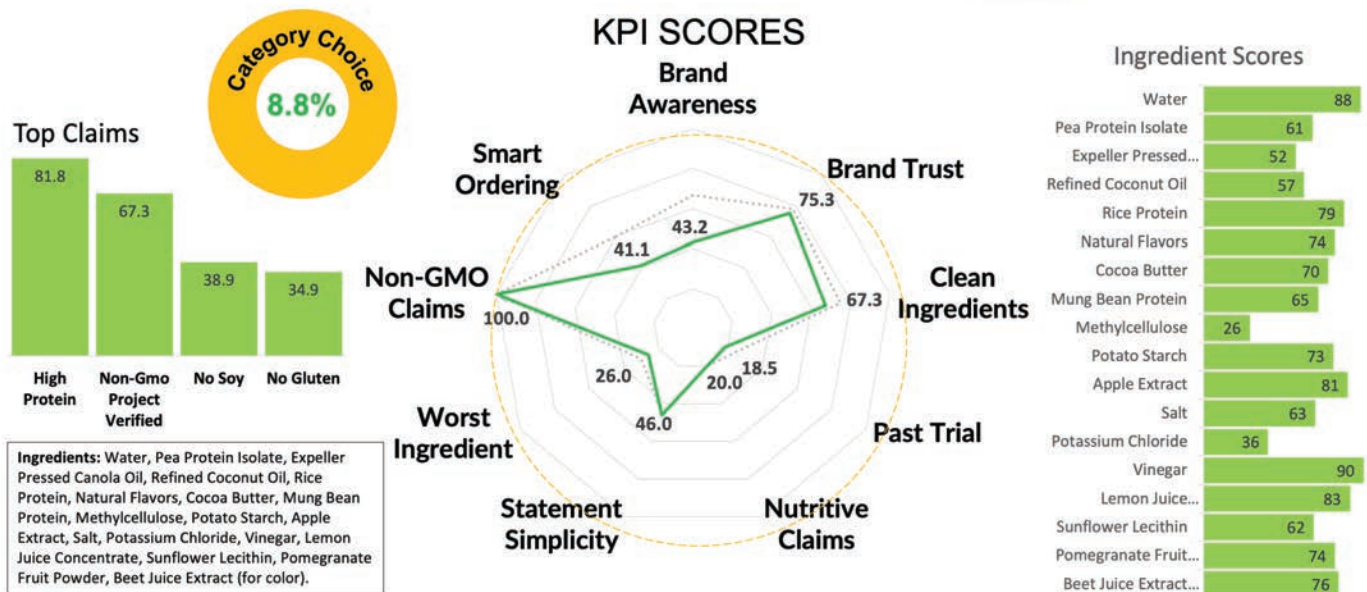 Category Choice
8.8%
Top Claims
81.8
67.3
38.9
34.9
High
Protein
Non-Gmo
Project
Verified
No Soy
No Gluten
Ingredients: Water, Pea Protein Isolate, Expeller
Pressed Canola Oil, Refined Coconut Oil, Rice
Protein, Natural Flavors, Cocoa Butter, Mung Bean
Protein, Methylcellulose, Potato Starch, Apple
Extract, Salt, Potassium Chloride, Vinegar, Lemon
Juice Concentrate, Sunflower Lecithin, Pomegranate
Fruit Powder, Beet Juice Extract (for color).
KPI SCORES
Brand
Awareness
43.2
Brand Trust
75.3
Clean
Ingredients
67.3
Past Trial
18.5
Nutritive
Claims
20.0
Statement
Simplicity
46.0
Worst
Ingredient
26.0
Non-GMO
Claims
100.0
Smart
Ordering
41.1
Ingredient Scores
Water 88
Pea Protein Isolate 61
Expeller Pressed... 52
Refined Coconut Oil 57
Rice Protein 79
Natural Flavors 74
Cocoa Butter 70
Mung Bean Protein 65
Methylcellulose 26
Potato Starch 73
Apple Extract 81
Salt 63
Potassium Chloride 36
Vinegar 90
Lemon Juice... 83
Sunflower Lecithin 62
Pomegranate Fruit... 74
Beet Juice Extract... 76